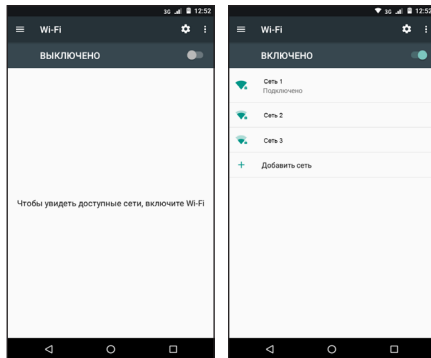 3G 12:52
Wi-Fi
ВЫКЛЮЧЕНО
Чтобы увидеть доступные сети, включите Wi-Fi
3G 12:52
Wi-Fi
ВКЛЮЧЕНО
Сеть 1
Подключено
Сеть 2
Сеть 3
Добавить сеть